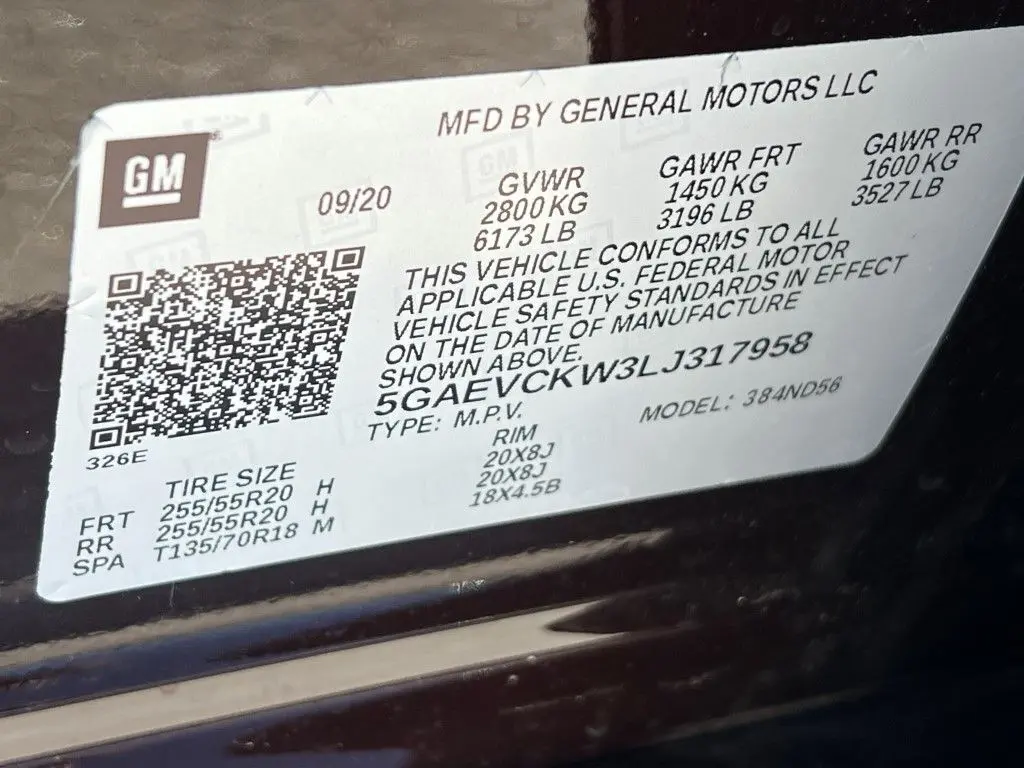 MFD BY GENERAL MOTORS LLC
GM
09/20
GVWR
2800 KG
6173 LB
GAWR FRT
1450 KG
3196 LB
GAWR RR
1600 KG
3527 LB
THIS VEHICLE CONFORMS TO ALL
APPLICABLE U.S. FEDERAL MOTOR
VEHICLE SAFETY STANDARDS IN EFFECT
ON THE DATE OF MANUFACTURE
SHOWN ABOVE.
5GAEVCKW3LJ317958
TYPE: M.P.V. MODEL: 384ND56
326E
TIRE SIZE RIM
FRT 255/55R20 H 20X8J
RR 255/55R20 H 20X8J
SPA T135/70R18 M 18X4.5B